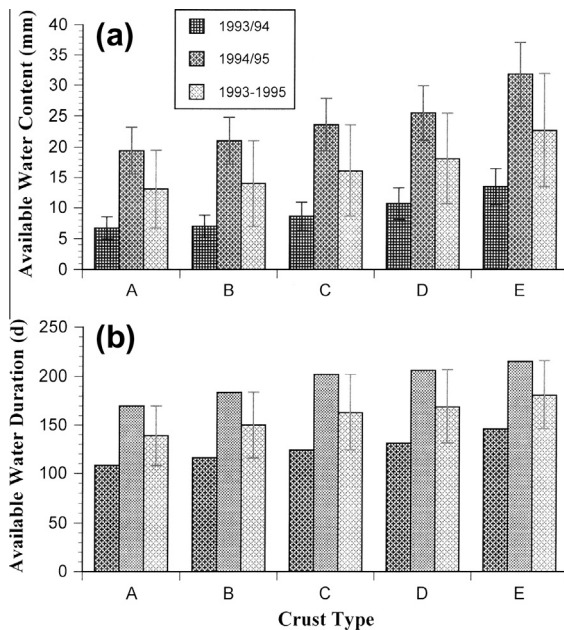 (a)
1993/94
1994/95
1993-1995
Available Water Content (mm)
40
35
30
25
20
15
10
5
0
A B C D E
(b)
Available Water Duration (d)
250
200
150
100
50
0
A B C D E
Crust Type